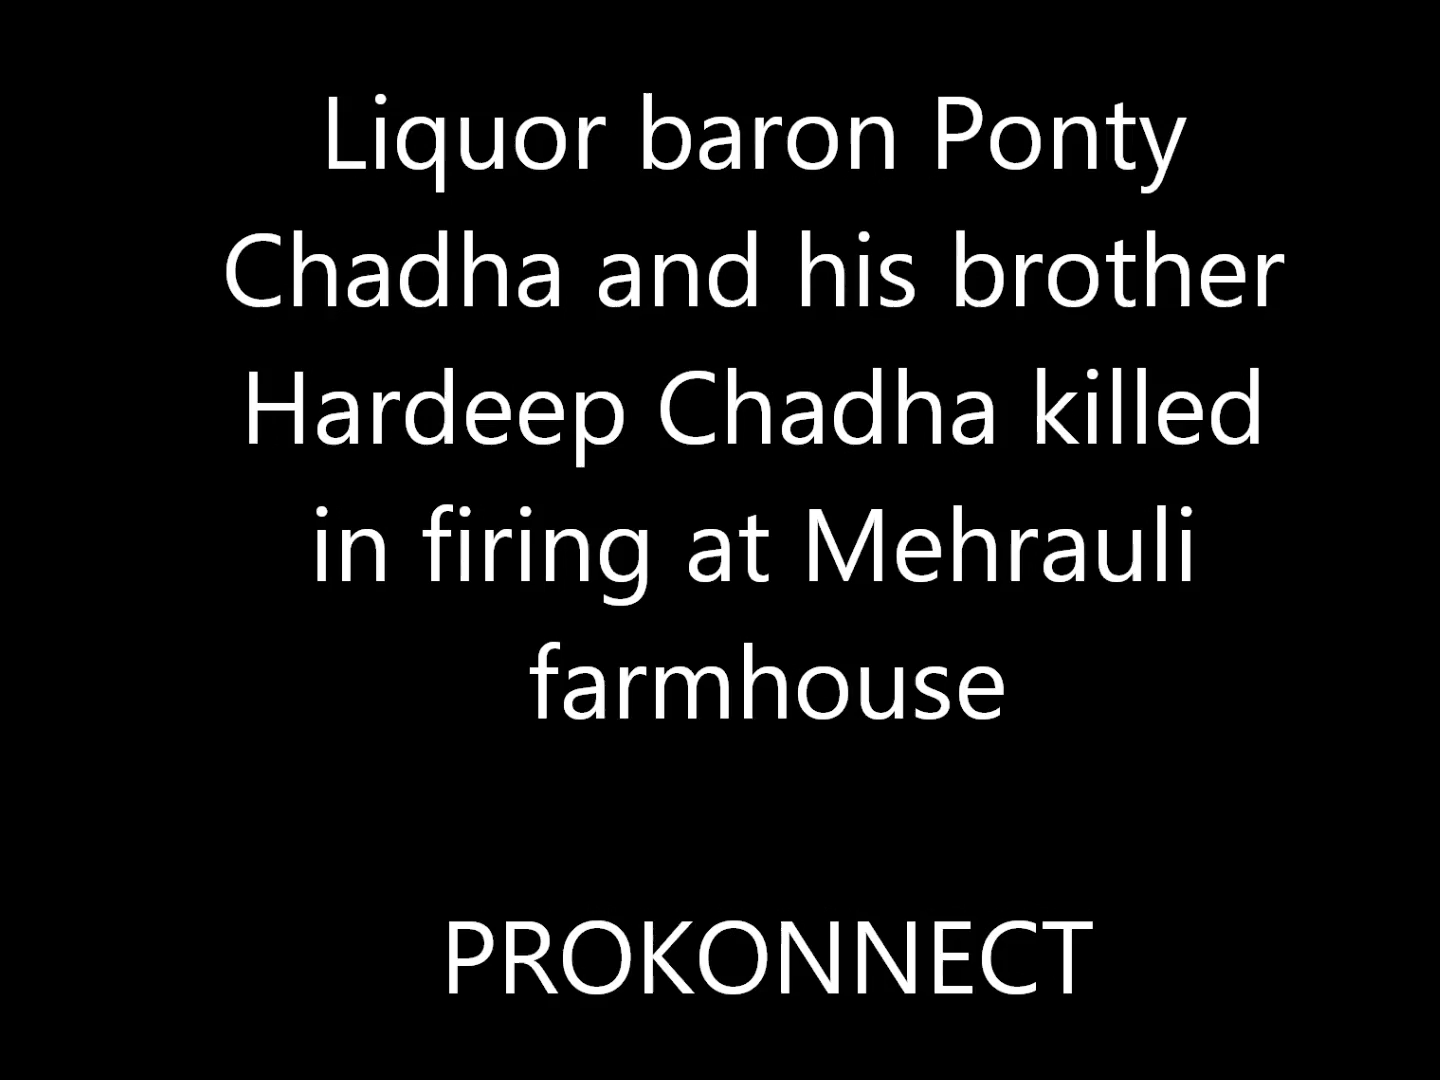 Liquor baron Ponty
Chadha and his brother
Hardeep Chadha killed
in firing at Mehrauli
farmhouse
PROKONNECT